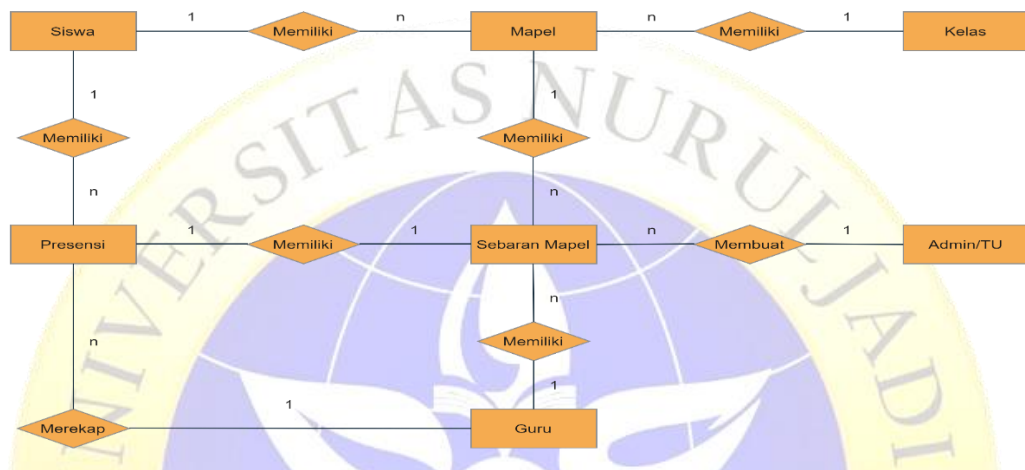 Siswa 1 Memiliki n Mapel n Memiliki 1 Kelas
1 1
Memiliki Memiliki
n n
Presensi 1 Memiliki 1 Sebaran Mapel n Membuat 1 Admin/TU
n n
Memiliki
1
Merekap 1 Guru
UNIVERSITAS NURUL JADI